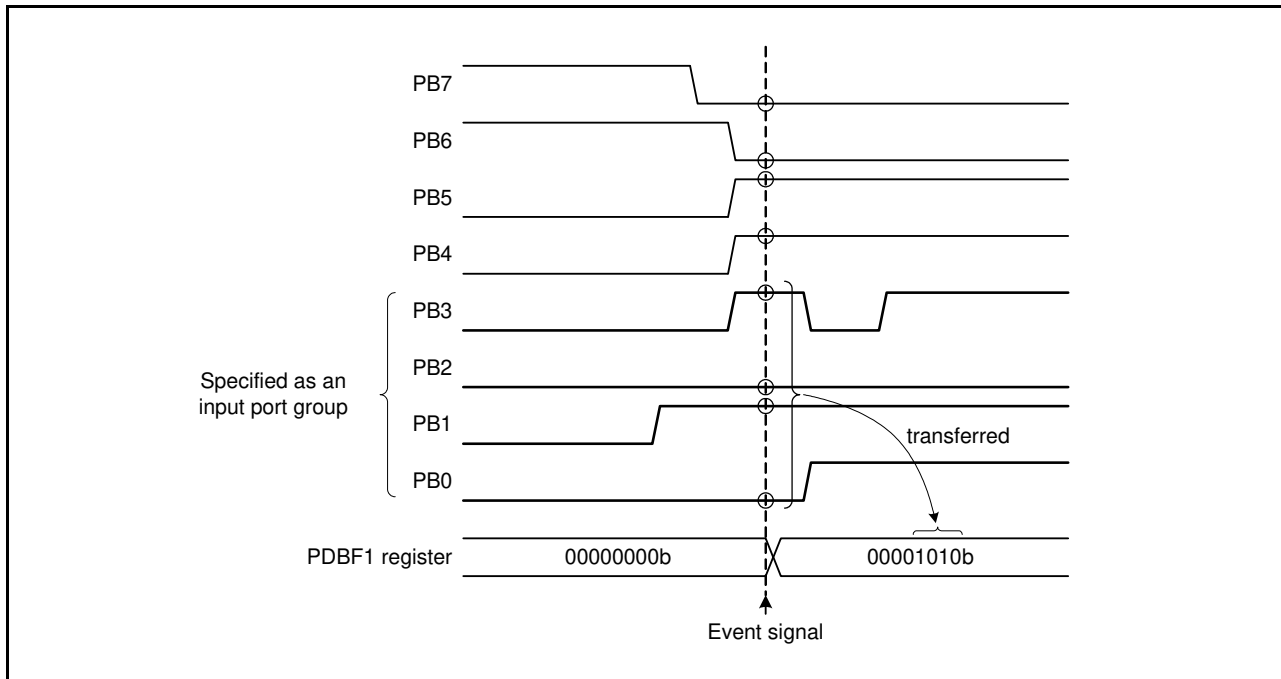 PB7
PB6
PB5
PB4
PB3
PB2
Specified as an
input port group
PB1
transferred
PB0
PDBF1 register
00000000b
00001010b
Event signal